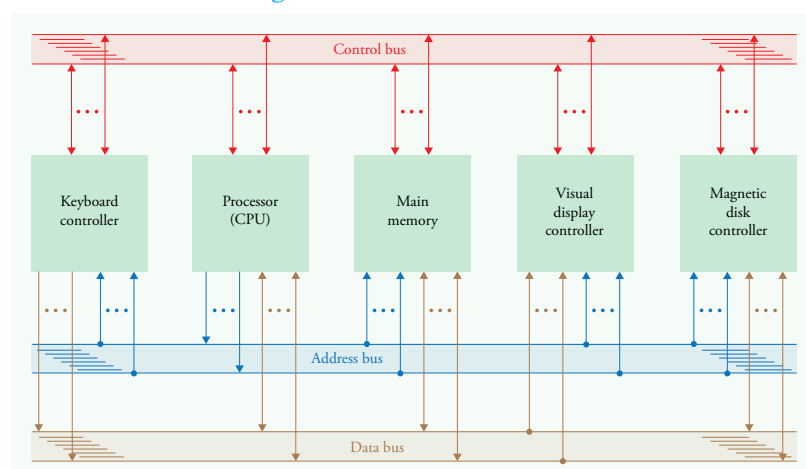 Control bus
Keyboard
controller
Processor
(CPU)
Main
memory
Visual
display
controller
Magnetic
disk
controller
Address bus
Data bus